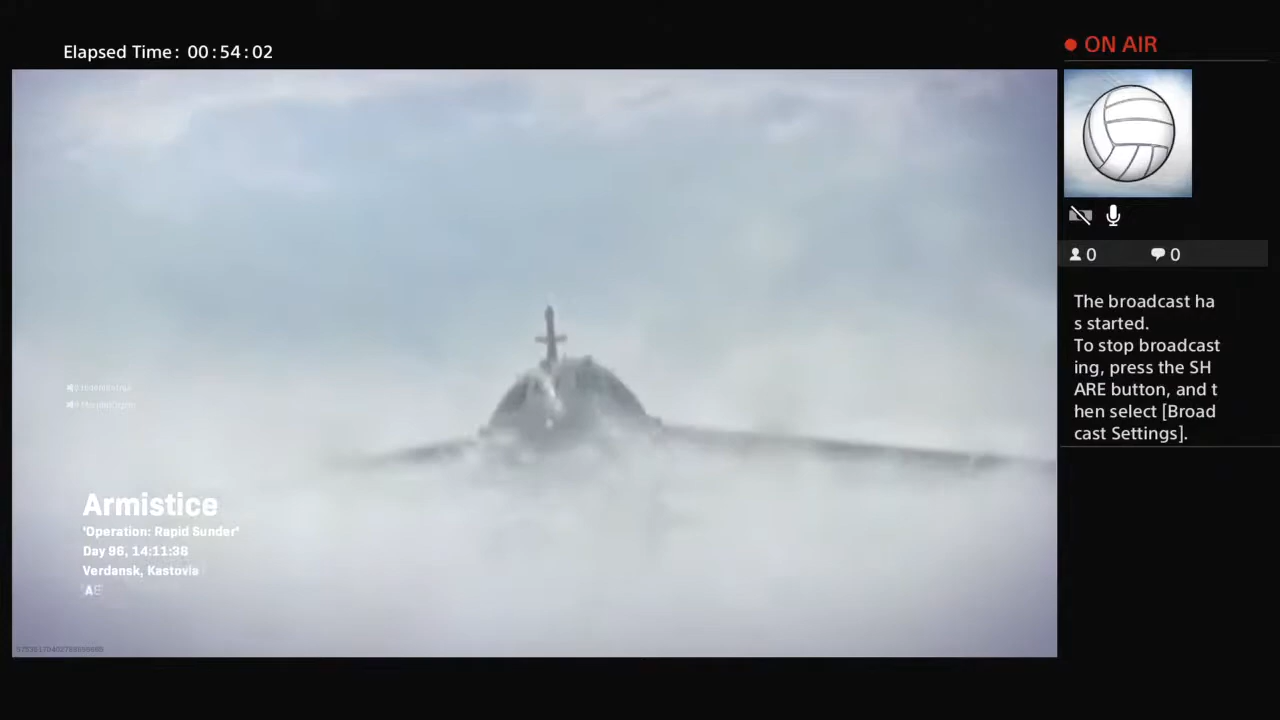 Elapsed Time: 00:54:02
ON AIR
0
0
The broadcast ha
s started.
To stop broadcast
ing, press the SH
ARE button, and t
hen select [Broad
cast Settings].
Armistice
'Operation: Rapid Sunder'
Day 96, 14:11:38
Verdansk, Kastovia
AE